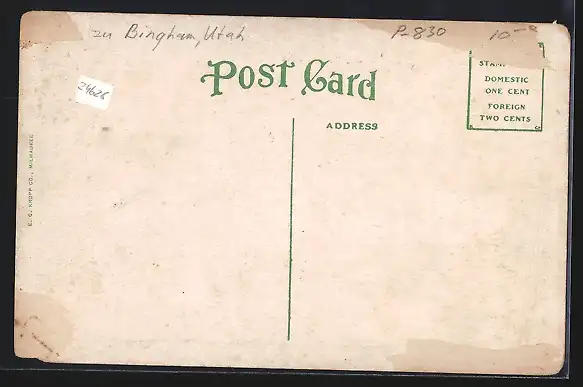 zu Bingham, Utah
P-830
10-
Post Card
24626
ADDRESS
STAMP
DOMESTIC
ONE CENT
FOREIGN
TWO CENTS
E. C. KROPP CO., MILWAUKEE